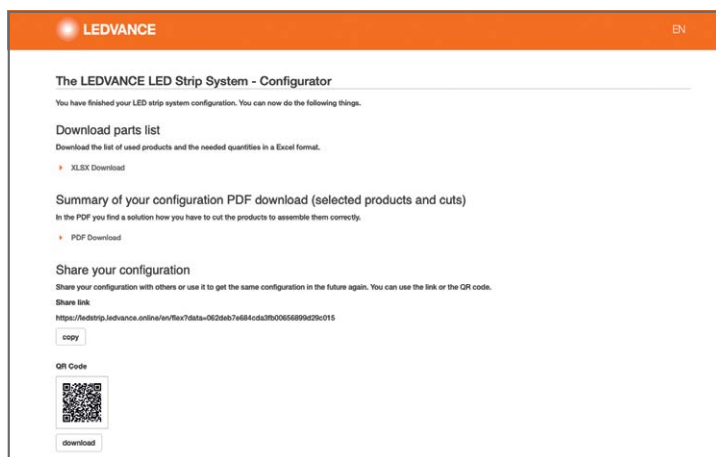 LEDVANCE
EN
The LEDVANCE LED Strip System - Configurator
You have finished your LED strip system configuration. You can now do the following things.
Download parts list
Download the list of used products and the needed quantities in a Excel format.
XLSX Download
Summary of your configuration PDF download (selected products and cuts)
In the PDF you find a solution how you have to cut the products to assemble them correctly.
PDF Download
Share your configuration
Share your configuration with others or use it to get the same configuration in the future again. You can use the link or the QR code.
Share link
https://ledstrip.ledvance.online/en/flex?data=062deb7e684cda3fb00656899d29c015
copy
QR Code
download